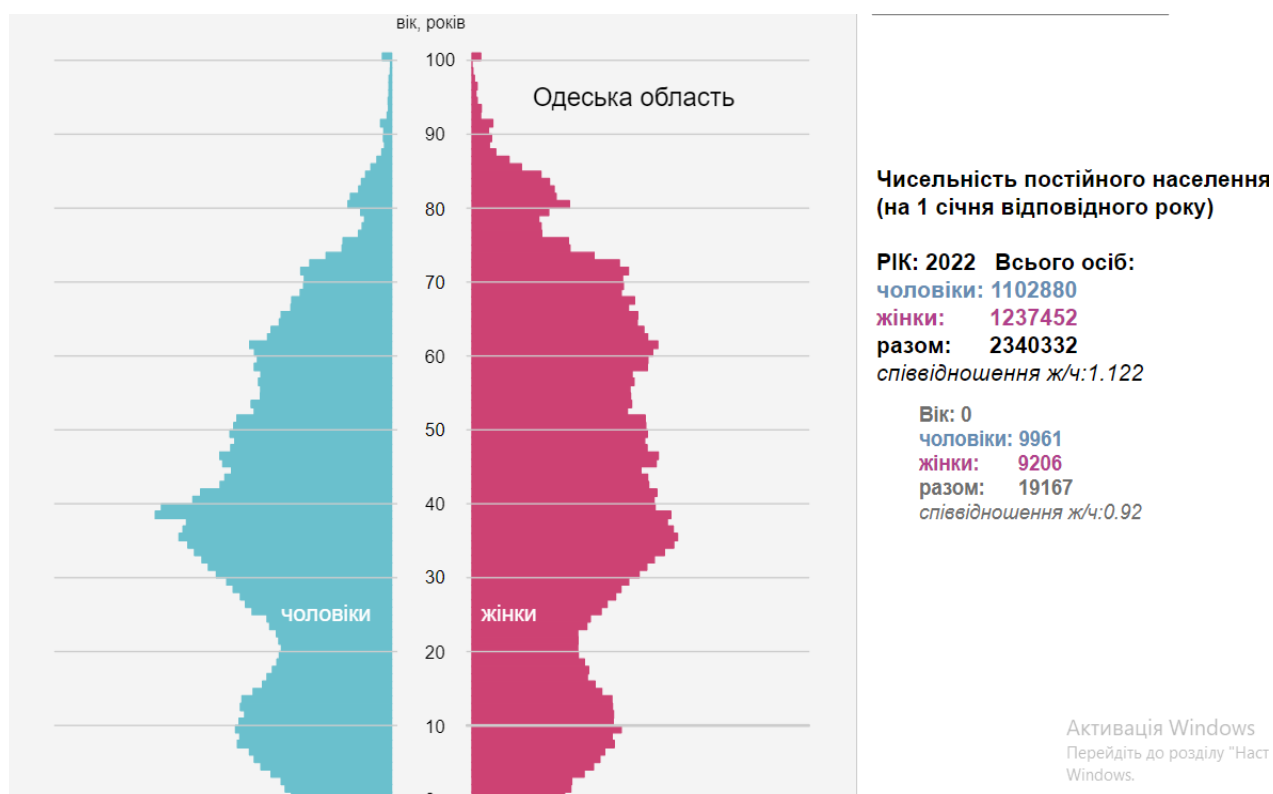 вік, років
100
Одеська область
90
80
70
60
50
40
30
чоловіки
жінки
20
10
Чисельність постійного населення
(на 1 січня відповідного року)
РІК: 2022 Всього осіб:
чоловіки: 1102880
жінки: 1237452
разом: 2340332
співвідношення ж/ч:1.122
Вік: 0
чоловіки: 9961
жінки: 9206
разом: 19167
співвідношення ж/ч:0.92
Активація Windows
Перейдіть до розділу "Наст
Windows.